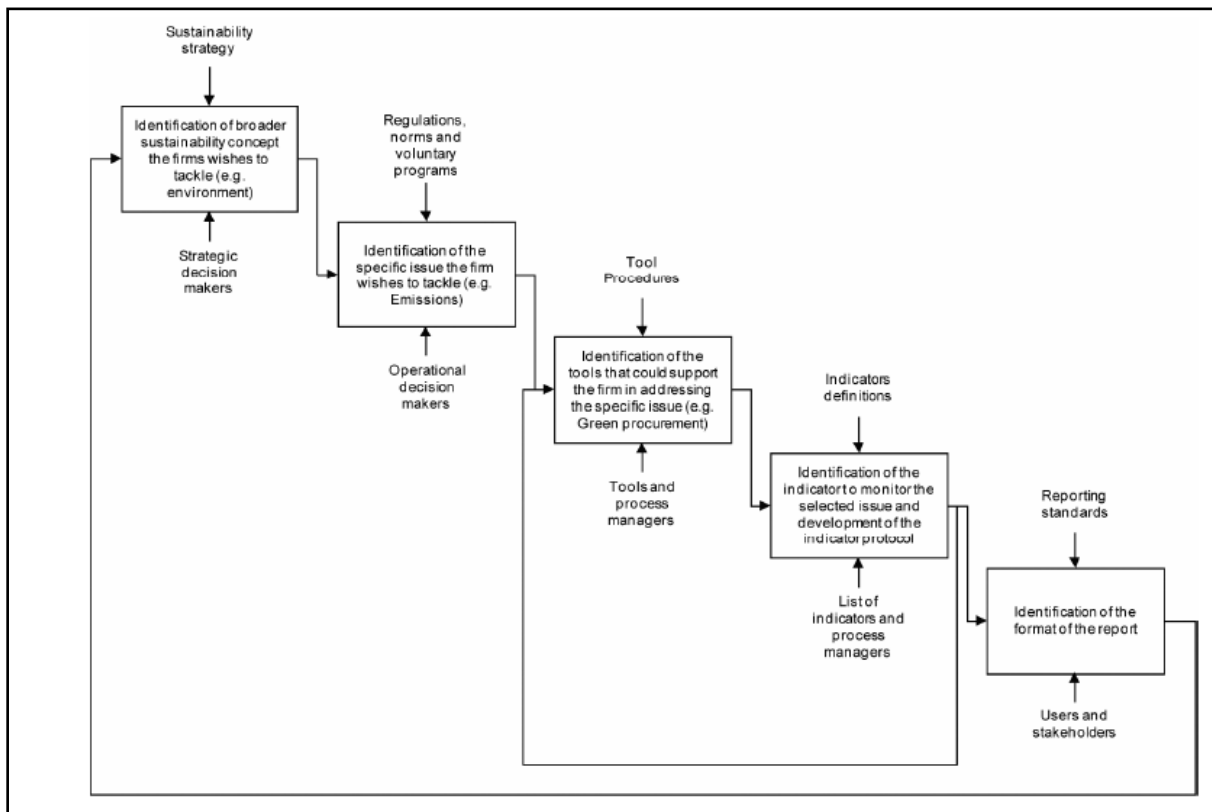 Sustainability
strategy
Identification of broader
sustainability concept
the firms wishes to
tackle (e.g.
environment)
Strategic
decision
makers
Regulations,
norms and
voluntary
programs
Identification of the
specific issue the firm
wishes to tackle (e.g.
Emissions)
Operational
decision
makers
Tool
Procedures
Identification of the
tools that could support
the firm in addressing
the specific issue (e.g.
Green procurement)
Tools and
process
managers
Indicators
definitions
Identification of the
indicator to monitor the
selected issue and
development of the
indicator protocol
List of
indicators and
process
managers
Reporting
standards
Identification of the
format of the report
Users and
stakeholders